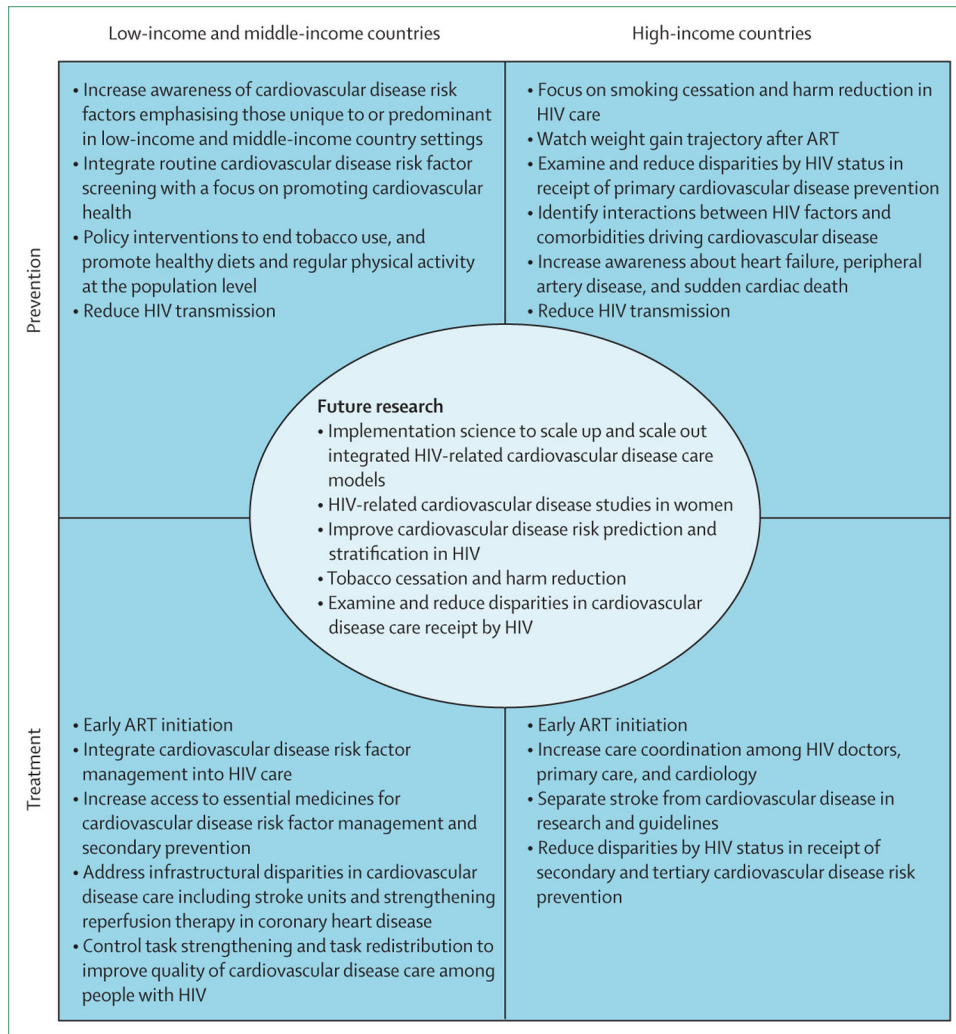 Low-income and middle-income countries
High-income countries
Prevention
• Increase awareness of cardiovascular disease risk
factors emphasising those unique to or predominant
in low-income and middle-income country settings
• Integrate routine cardiovascular disease risk factor
screening with a focus on promoting cardiovascular
health
• Policy interventions to end tobacco use, and
promote healthy diets and regular physical activity
at the population level
• Reduce HIV transmission
• Focus on smoking cessation and harm reduction in
HIV care
• Watch weight gain trajectory after ART
• Examine and reduce disparities by HIV status in
receipt of primary cardiovascular disease prevention
• Identify interactions between HIV factors and
comorbidities driving cardiovascular disease
• Increase awareness about heart failure, peripheral
artery disease, and sudden cardiac death
• Reduce HIV transmission
Future research
• Implementation science to scale up and scale out
integrated HIV-related cardiovascular disease care
models
• HIV-related cardiovascular disease studies in women
• Improve cardiovascular disease risk prediction and
stratification in HIV
• Tobacco cessation and harm reduction
• Examine and reduce disparities in cardiovascular
disease care receipt by HIV
Treatment
• Early ART initiation
• Integrate cardiovascular disease risk factor
management into HIV care
• Increase access to essential medicines for
cardiovascular disease risk factor management and
secondary prevention
• Address infrastructural disparities in cardiovascular
disease care including stroke units and strengthening
reperfusion therapy in coronary heart disease
• Control task strengthening and task redistribution to
improve quality of cardiovascular disease care among
people with HIV
• Early ART initiation
• Increase care coordination among HIV doctors,
primary care, and cardiology
• Separate stroke from cardiovascular disease in
research and guidelines
• Reduce disparities by HIV status in receipt of
secondary and tertiary cardiovascular disease risk
prevention